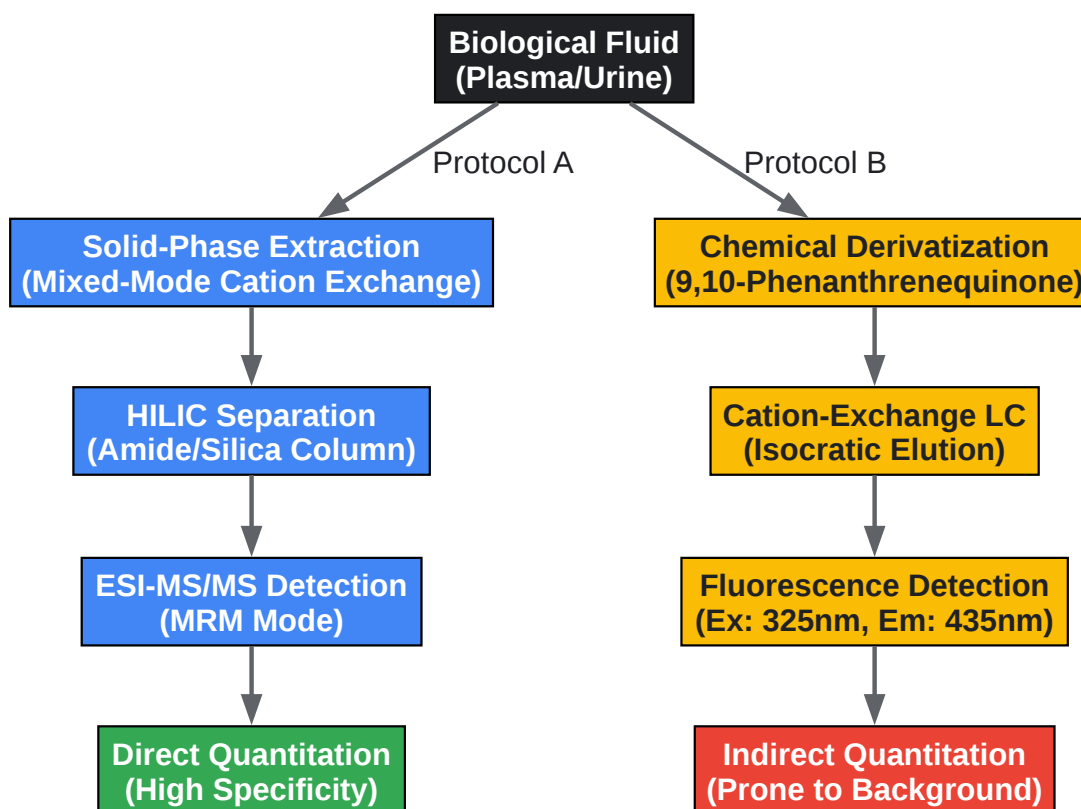 Biological Fluid
(Plasma/Urine)
Protocol A
Protocol B
Solid-Phase Extraction
(Mixed-Mode Cation Exchange)
Chemical Derivatization
(9,10-Phenanthrenequinone)
HILIC Separation
(Amide/Silica Column)
Cation-Exchange LC
(Isocratic Elution)
ESI-MS/MS Detection
(MRM Mode)
Fluorescence Detection
(Ex: 325nm, Em: 435nm)
Direct Quantitation
(High Specificity)
Indirect Quantitation
(Prone to Background)